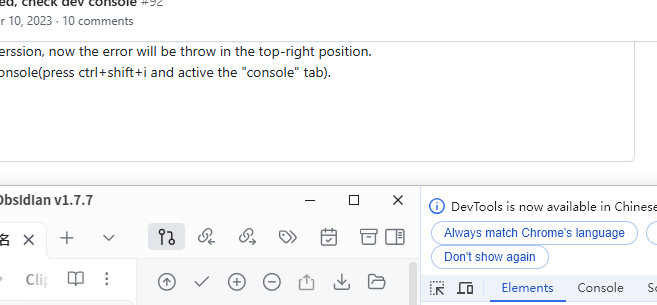 ed, check dev console #92
r 10, 2023 · 10 comments
erssion, now the error will be throw in the top-right position.
onsole(press ctrl+shift+i and active the "console" tab).
Obsidian v1.7.7
DevTools is now available in Chinese
Always match Chrome's language
Don't show again
名
Clip
Elements Console So